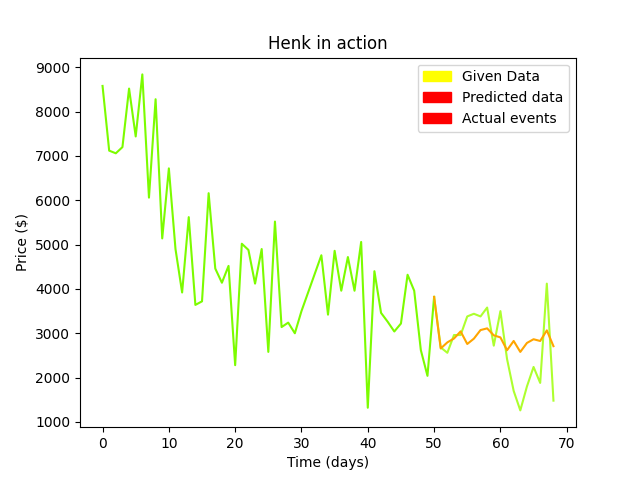 Henk in action
Given Data
Predicted data
Actual events
Price ($)
9000
8000
7000
6000
5000
4000
3000
2000
1000
0 10 20 30 40 50 60 70
Time (days)